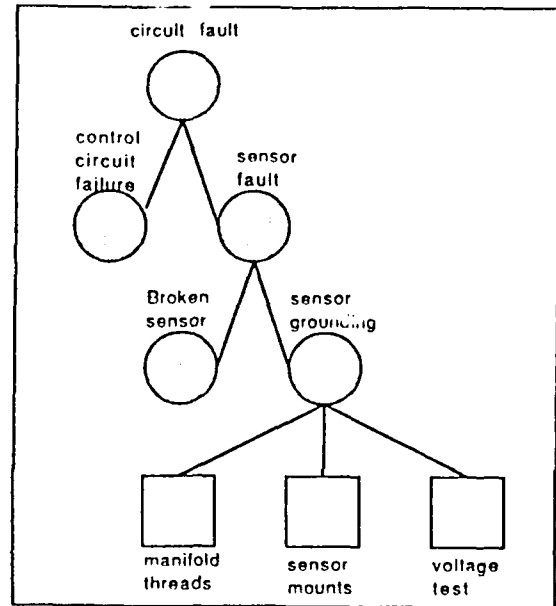 circuit fault
control
circuit
failure
sensor
fault
Broken
sensor
sensor
grounding
manifold
threads
sensor
mounts
voltage
test